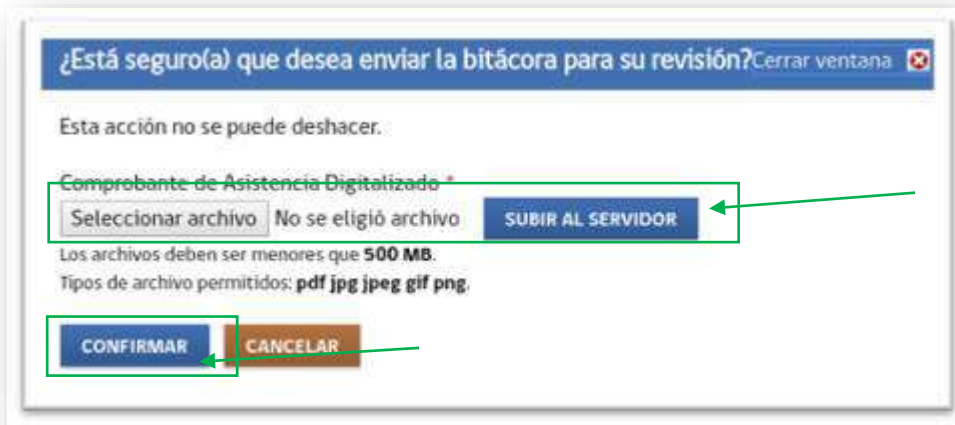 ¿Está seguro(a) que desea enviar la bitácora para su revisión? Cerrar ventana
Esta acción no se puede deshacer.
Comprobante de Asistencia Digitalizado *
Seleccionar archivo No se eligió archivo SUBIR AL SERVIDOR
Los archivos deben ser menores que 500 MB.
Tipos de archivo permitidos: pdf jpg jpeg gif png.
CONFIRMAR CANCELAR